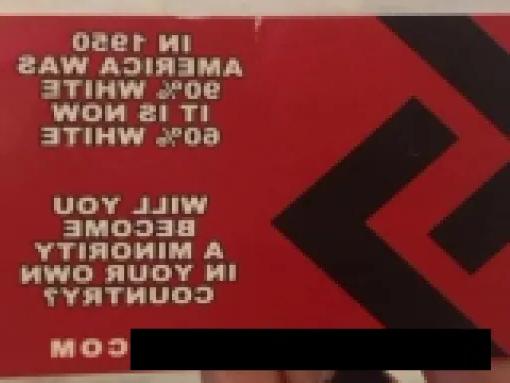 IN 1950
AMERICA WAS
90% WHITE
IT IS NOW
60% WHITE
WILL YOU
BECOME
A MINORITY
IN YOUR OWN
COUNTRY?
COM